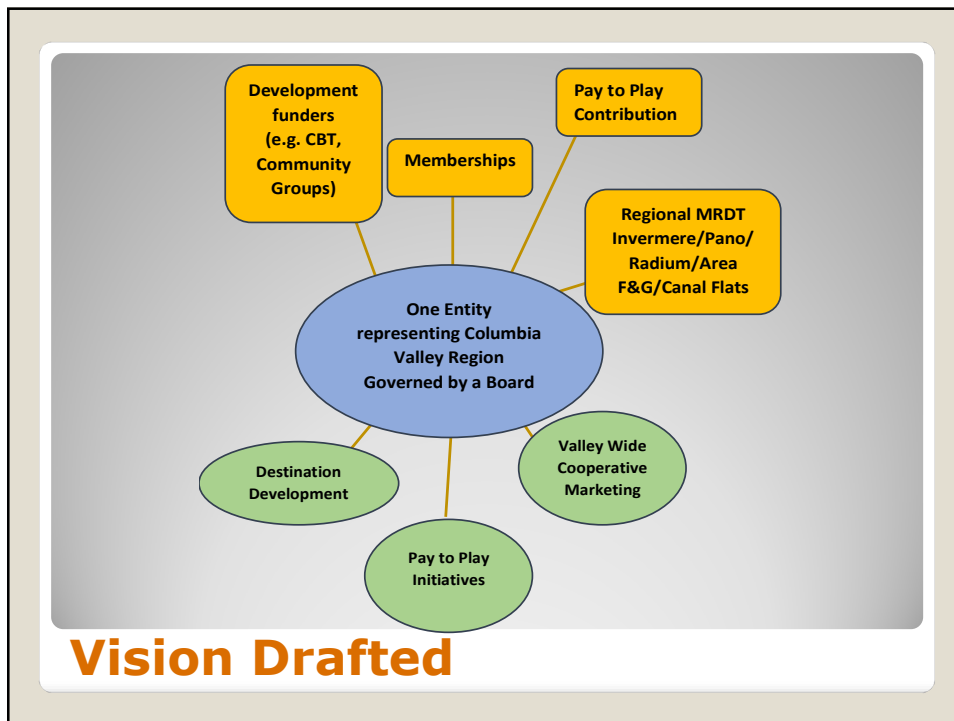 Development
funders
(e.g. CBT,
Community
Groups)
Memberships
Pay to Play
Contribution
Regional MRDT
Invermere/Pano/
Radium/Area
F&G/Canal Flats
One Entity
representing Columbia
Valley Region
Governed by a Board
Destination
Development
Pay to Play
Initiatives
Valley Wide
Cooperative
Marketing
Vision Drafted